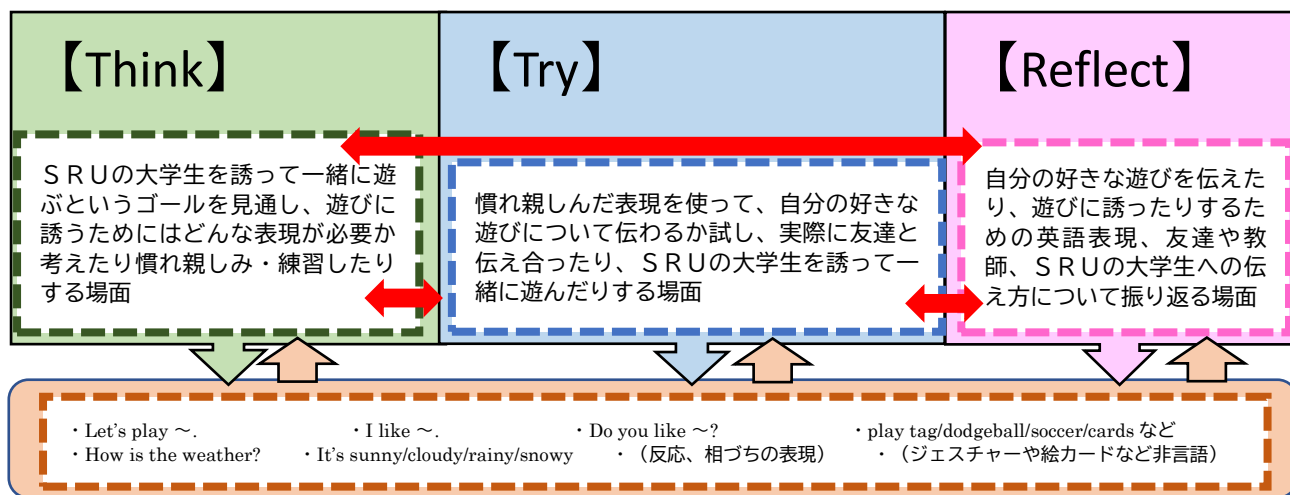 【Think】
ＳＲＵの大学生を誘って一緒に遊
ぶというゴールを見通し、遊びに
誘うためにはどんな表現が必要か
考えたり慣れ親しみ・練習したり
する場面
【Try】
慣れ親しんだ表現を使って、自分の好きな
遊びについて伝わるか試し、実際に友達と
伝え合ったり、ＳＲＵの大学生を誘って一
緒に遊んだりする場面
【Reflect】
自分の好きな遊びを伝えた
り、遊びに誘ったりするた
めの英語表現、友達や教
師、ＳＲＵの大学生への伝
え方について振り返る場面
・Let's play ～. ・I like ～. ・Do you like ～? ・play tag/dodgeball/soccer/cards など
・How is the weather? ・It's sunny/cloudy/rainy/snowy ・（反応、相づちの表現） ・（ジェスチャーや絵カードなど非言語）